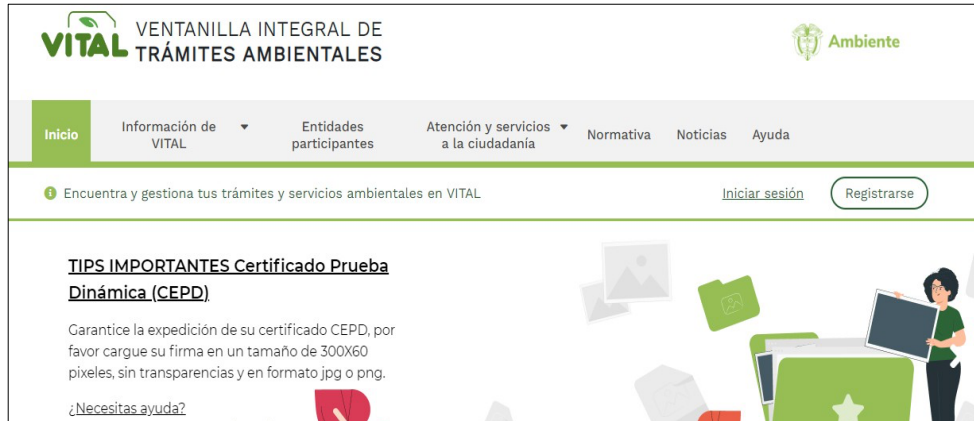 VITAL
VENTANILLA INTEGRAL DE
TRÁMITES AMBIENTALES
Ambiente
Inicio
Información de
VITAL
Entidades
participantes
Atención y servicios
a la ciudadanía
Normativa
Noticias
Ayuda
Encuentra y gestiona tus trámites y servicios ambientales en VITAL
Iniciar sesión
Registrarse
TIPS IMPORTANTES Certificado Prueba
Dinámica (CEPD)
Garantice la expedición de su certificado CEPD, por
favor cargue su firma en un tamaño de 300X60
pixeles, sin transparencias y en formato jpg o png.
¿Necesitas ayuda?